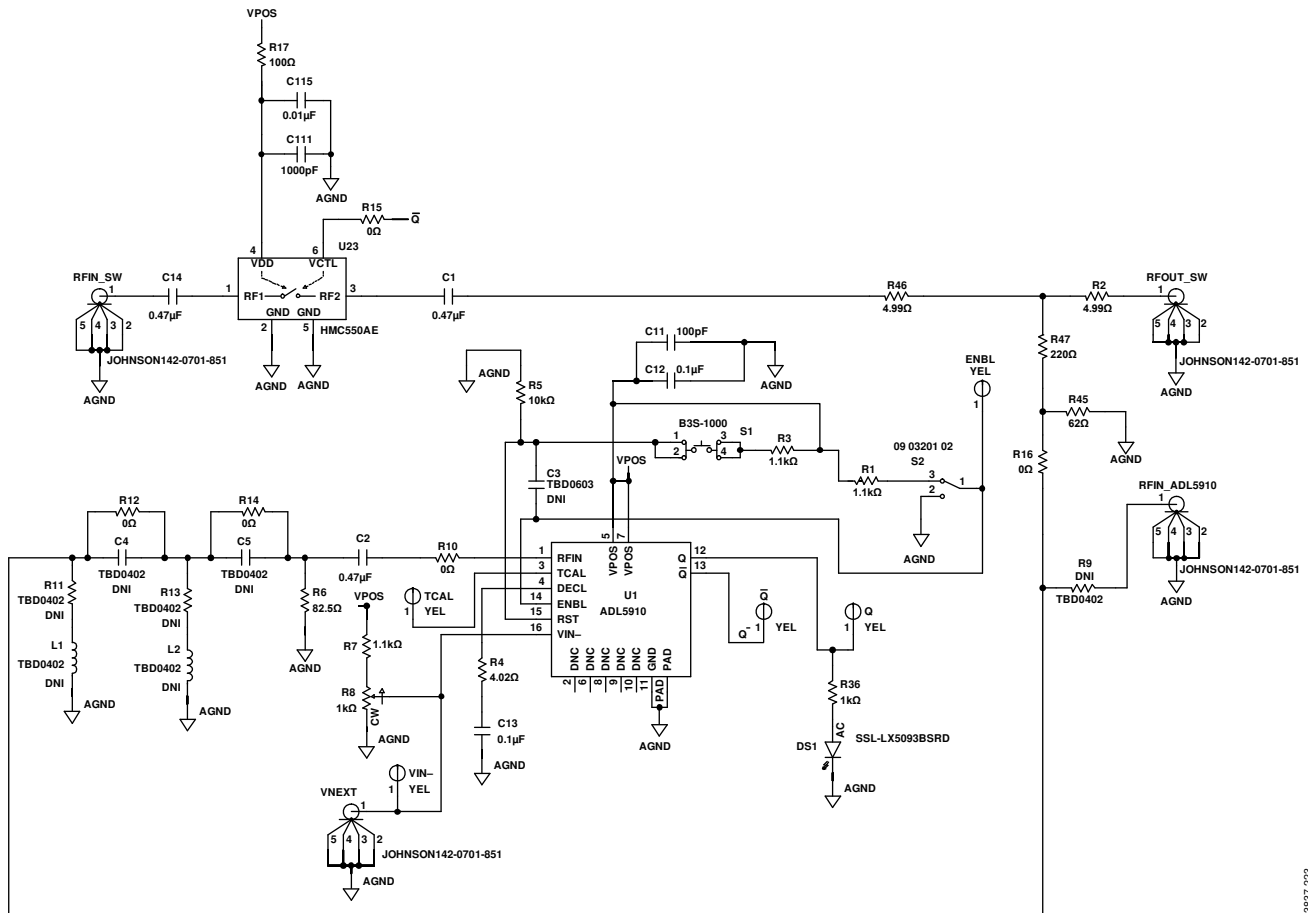 VPOS
R17
100Ω
C115
0.01µF
C111
1000pF
AGND
R15
0Ω
Q
4
6
U23
VDD
VCTL
RFIN_SW
1
5
4
3
2
JOHNSON142-0701-851
AGND
C14
0.47µF
1
RF1
RF2
3
GND
GND
2
5
HMC550AE
AGND
AGND
C1
0.47µF
R46
4.99Ω
R2
4.99Ω
RFOUT_SW
1
5
4
3
2
JOHNSON142-0701-851
AGND
C11
100pF
C12
0.1µF
AGND
AGND
R5
10kΩ
R47
220Ω
R45
62Ω
AGND
R16
0Ω
ENBL
YEL
1
B3S-1000
1
2
3
4
S1
R3
1.1kΩ
VPOS
R1
1.1kΩ
09 03201 02
S2
3
2
1
AGND
C3
TBD0603
DNI
RFIN_ADL5910
1
5
4
3
2
JOHNSON142-0701-851
AGND
R9
DNI
TBD0402
R12
0Ω
C4
TBD0402
DNI
R14
0Ω
C5
TBD0402
DNI
C2
0.47µF
R10
0Ω
R11
TBD0402
DNI
L1
TBD0402
DNI
AGND
R13
TBD0402
DNI
L2
TBD0402
DNI
AGND
R6
82.5Ω
AGND
VPOS
R7
1.1kΩ
R8
1kΩ
CW
AGND
TCAL
YEL
1
1
3
4
14
15
16
RFIN
TCAL
DECL
ENBL
RST
VIN–
5
7
VPOS
VPOS
U1
ADL5910
Q
QI
12
13
DNC
DNC
DNC
DNC
DNC
GND
PAD
2
6
8
9
10
11
PAD
AGND
R4
4.02Ω
C13
0.1µF
AGND
QI
Q-
1
YEL
Q
YEL
1
R36
1kΩ
AC
DS1
SSL-LX5093BSRD
AGND
VIN–
YEL
1
VNEXT
1
5
4
3
2
JOHNSON142-0701-851
AGND